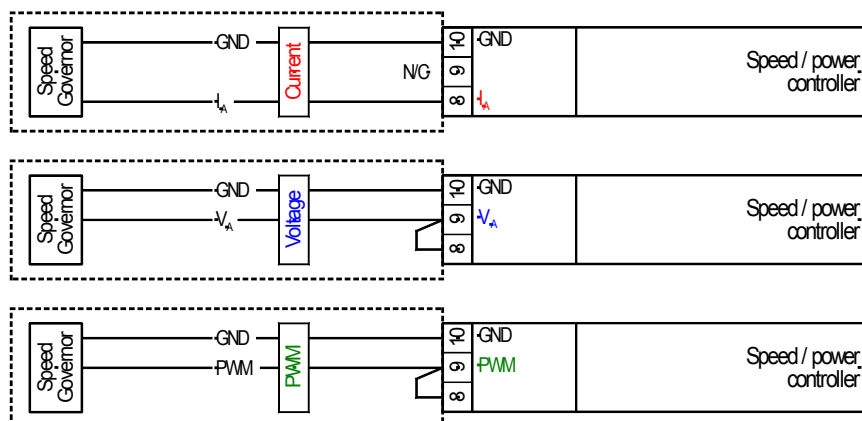 Speed Governor
GND
I_A
Current
N/C
10
9
8
GND
I_A
Speed / power
controller
Speed Governor
GND
V_A
Voltage
10
9
8
GND
V_A
Speed / power
controller
Speed Governor
GND
PWM
PWM
10
9
8
GND
PWM
Speed / power
controller